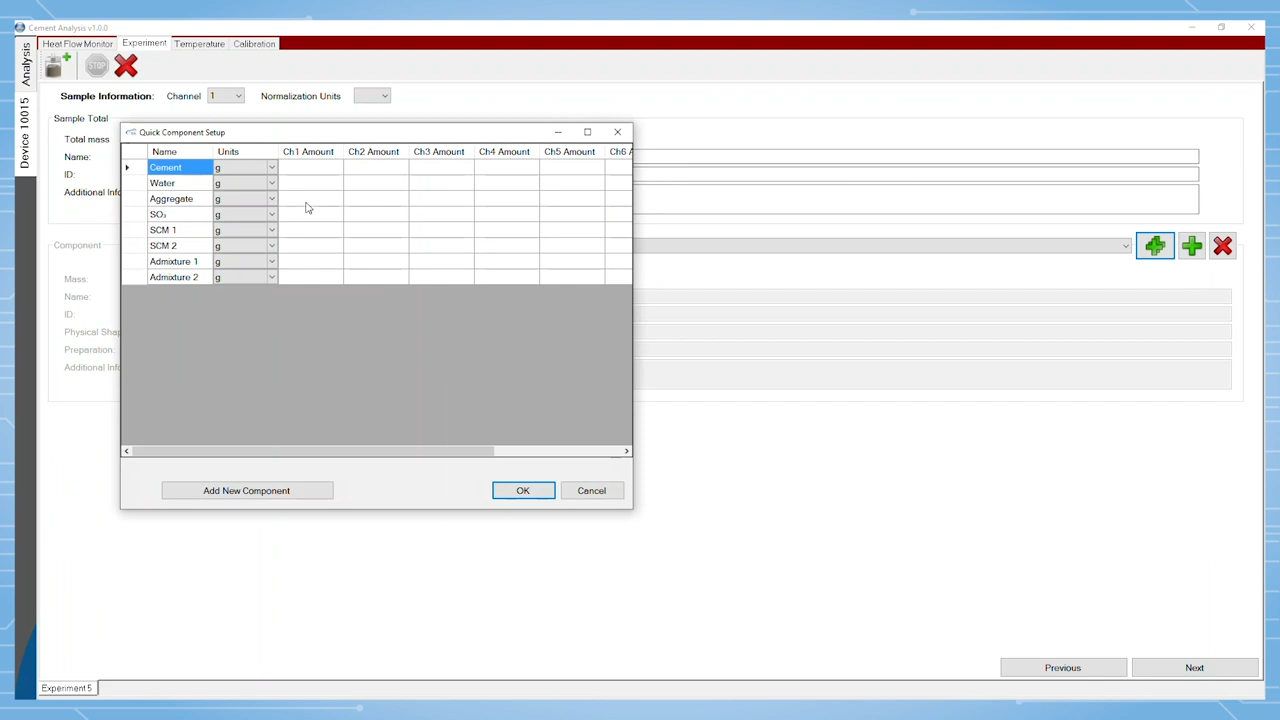 Cement Analysis v1.0.0
Analysis
Device 10015
Heat Flow Monitor Experiment Temperature Calibration
STOP
Sample Information: Channel 1 Normalization Units
Sample Total
Total mass
Name:
ID:
Additional Info
Component
Mass:
Name:
ID:
Physical Shap
Preparation:
Additional Info
Quick Component Setup
Name Units Ch1 Amount Ch2 Amount Ch3 Amount Ch4 Amount Ch5 Amount Ch6 A
Cement g
Water g
Aggregate g
SO₃ g
SCM 1 g
SCM 2 g
Admixture 1 g
Admixture 2 g
Add New Component OK Cancel
Previous Next
Experiment 5